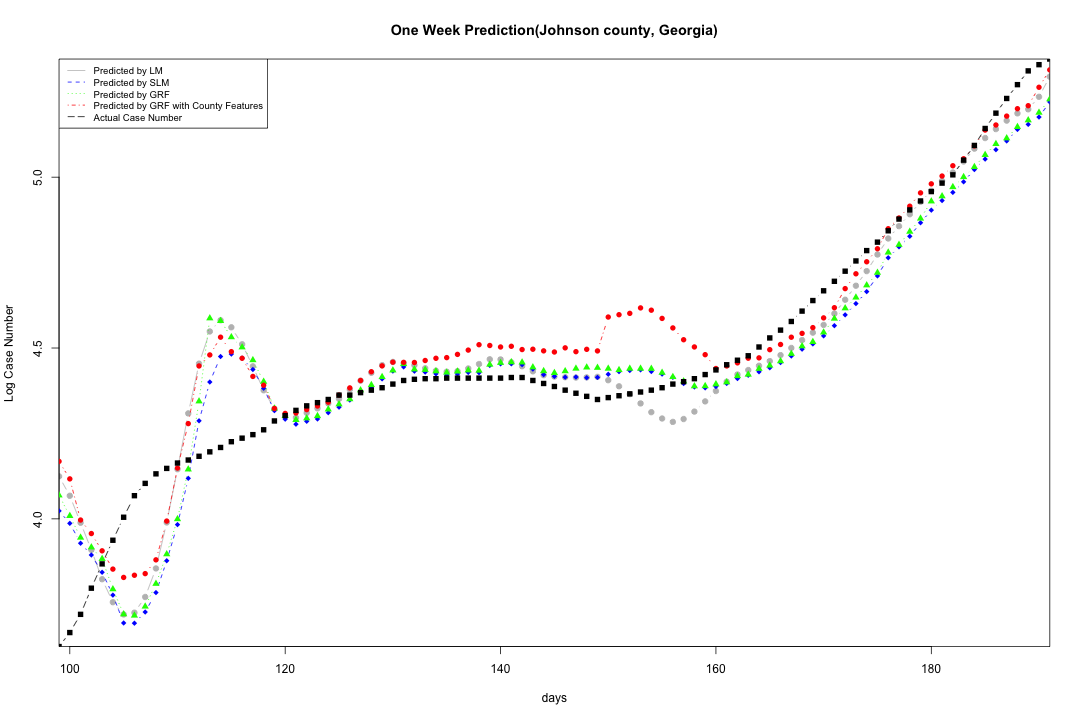 One Week Prediction(Johnson county, Georgia)
Predicted by LM
Predicted by SLM
Predicted by GRF
Predicted by GRF with County Features
Actual Case Number
Log Case Number
5.0
4.5
4.0
100 120 140 160 180
days